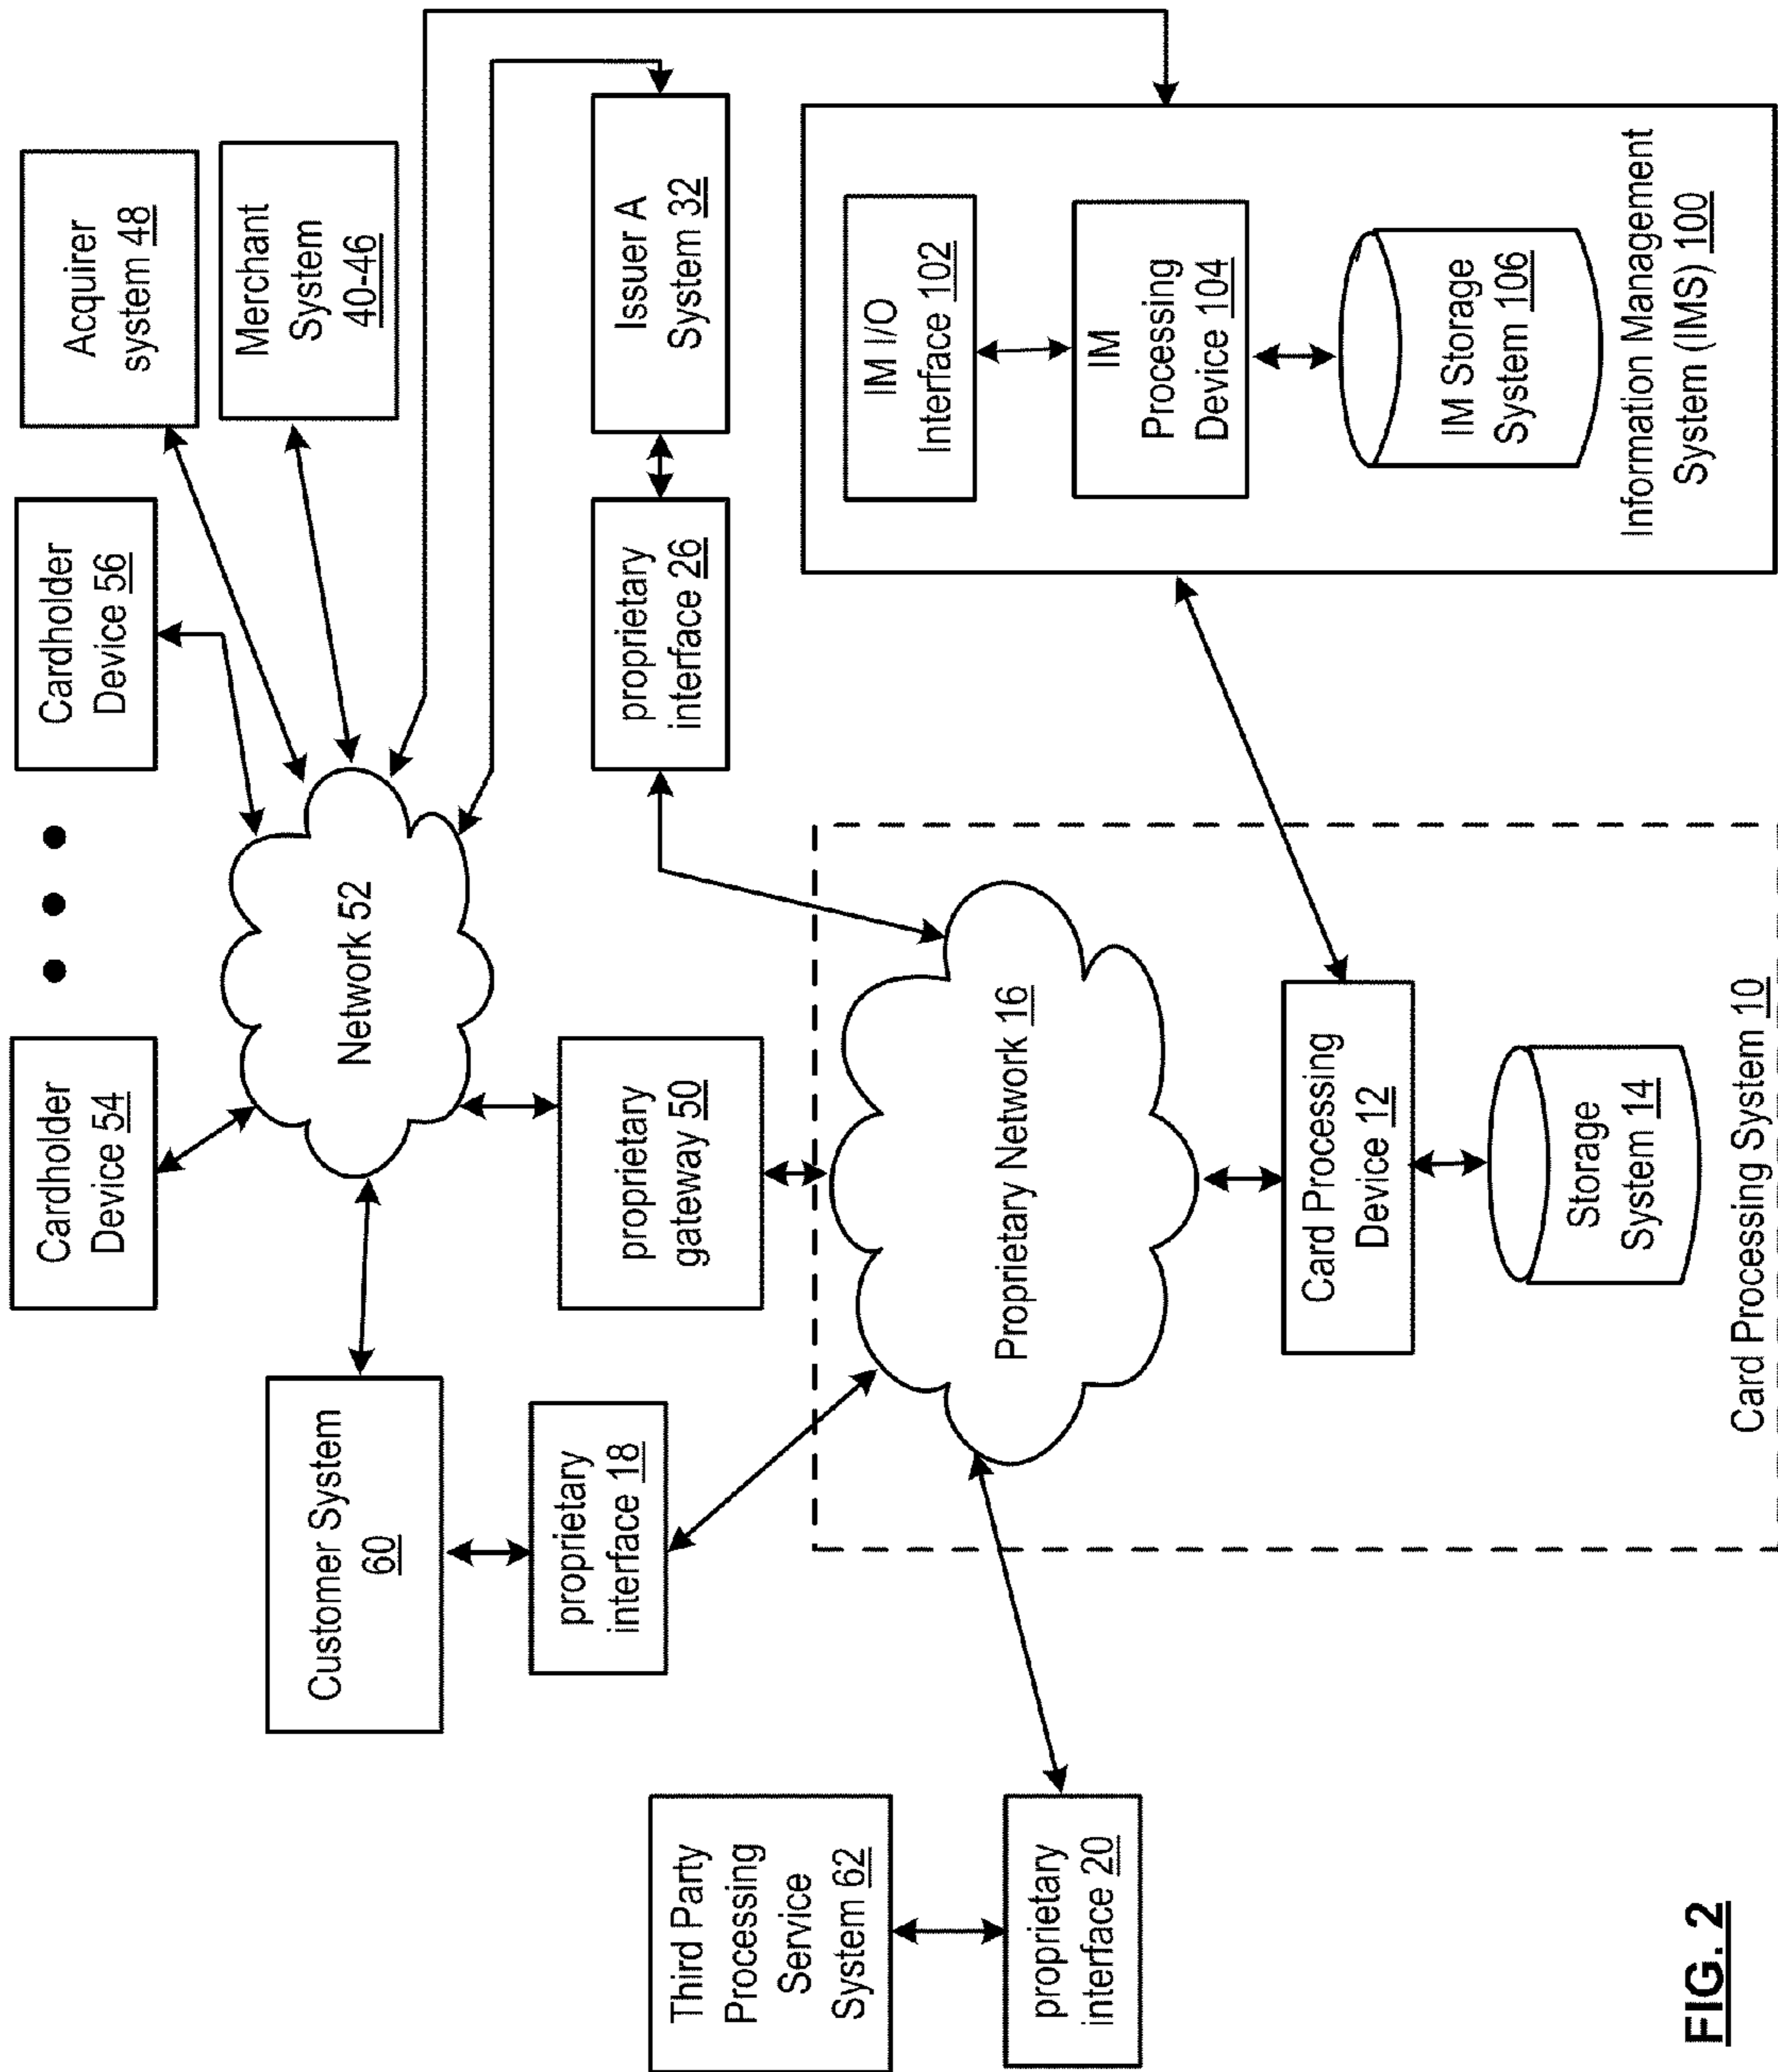 Cardholder
Device 54
Cardholder
Device 56
Acquirer
system 48
Merchant
System
40-46
Network 52
Customer System
60
proprietary
interface 18
proprietary
gateway 50
proprietary
interface 26
Issuer A
System 32
Third Party
Processing
Service
System 62
proprietary
interface 20
Proprietary Network 16
Card Processing
Device 12
Storage
System 14
Card Processing System 10
IM I/O
Interface 102
IM
Processing
Device 104
IM Storage
System 106
Information Management
System (IMS) 100
FIG. 2